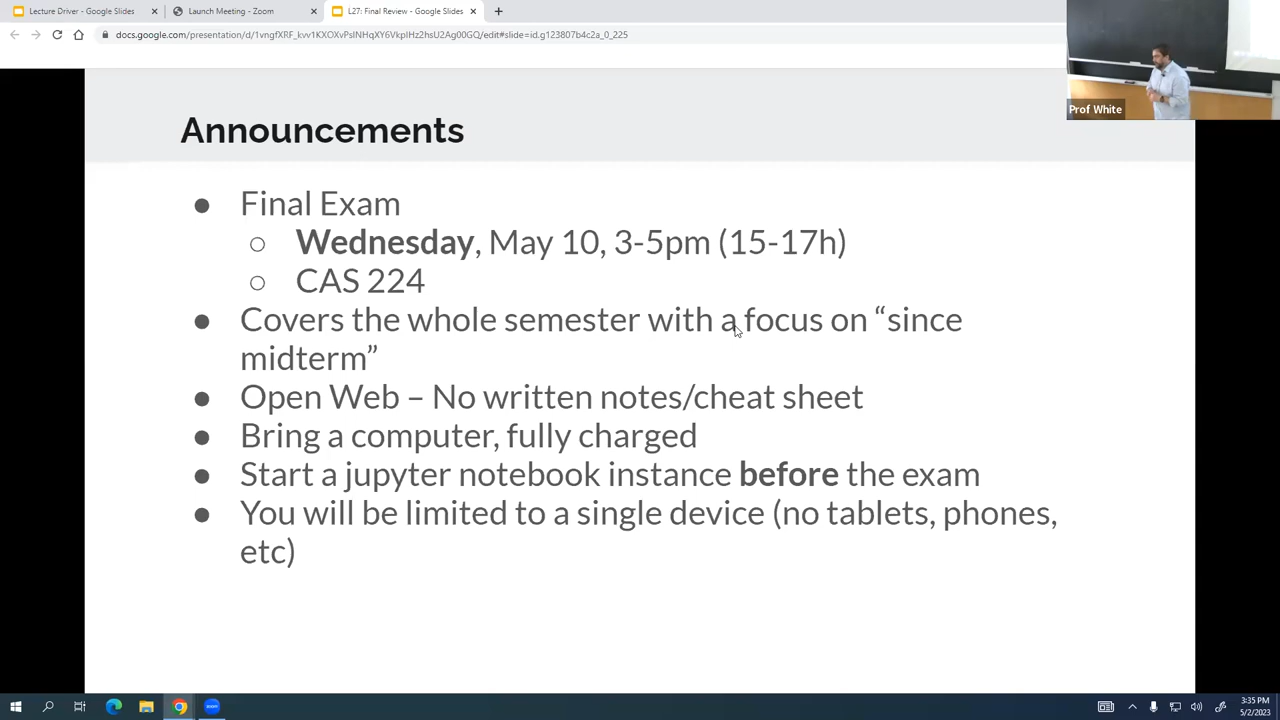 Lecture Driver - Google Slides
Launch Meeting - Zoom
L27: Final Review - Google Slides
docs.google.com/presentation/d/1vngfXRF_kvv1KXOXvPslNHqXY6VkpIHz2hsU2Ag00GQ/edit#slide=id.g123807b4c2a_0_225
Prof White
Announcements
● Final Exam
○ Wednesday, May 10, 3-5pm (15-17h)
○ CAS 224
● Covers the whole semester with a focus on “since
midterm”
● Open Web – No written notes/cheat sheet
● Bring a computer, fully charged
● Start a jupyter notebook instance before the exam
● You will be limited to a single device (no tablets, phones,
etc)
3:35 PM
5/2/2023